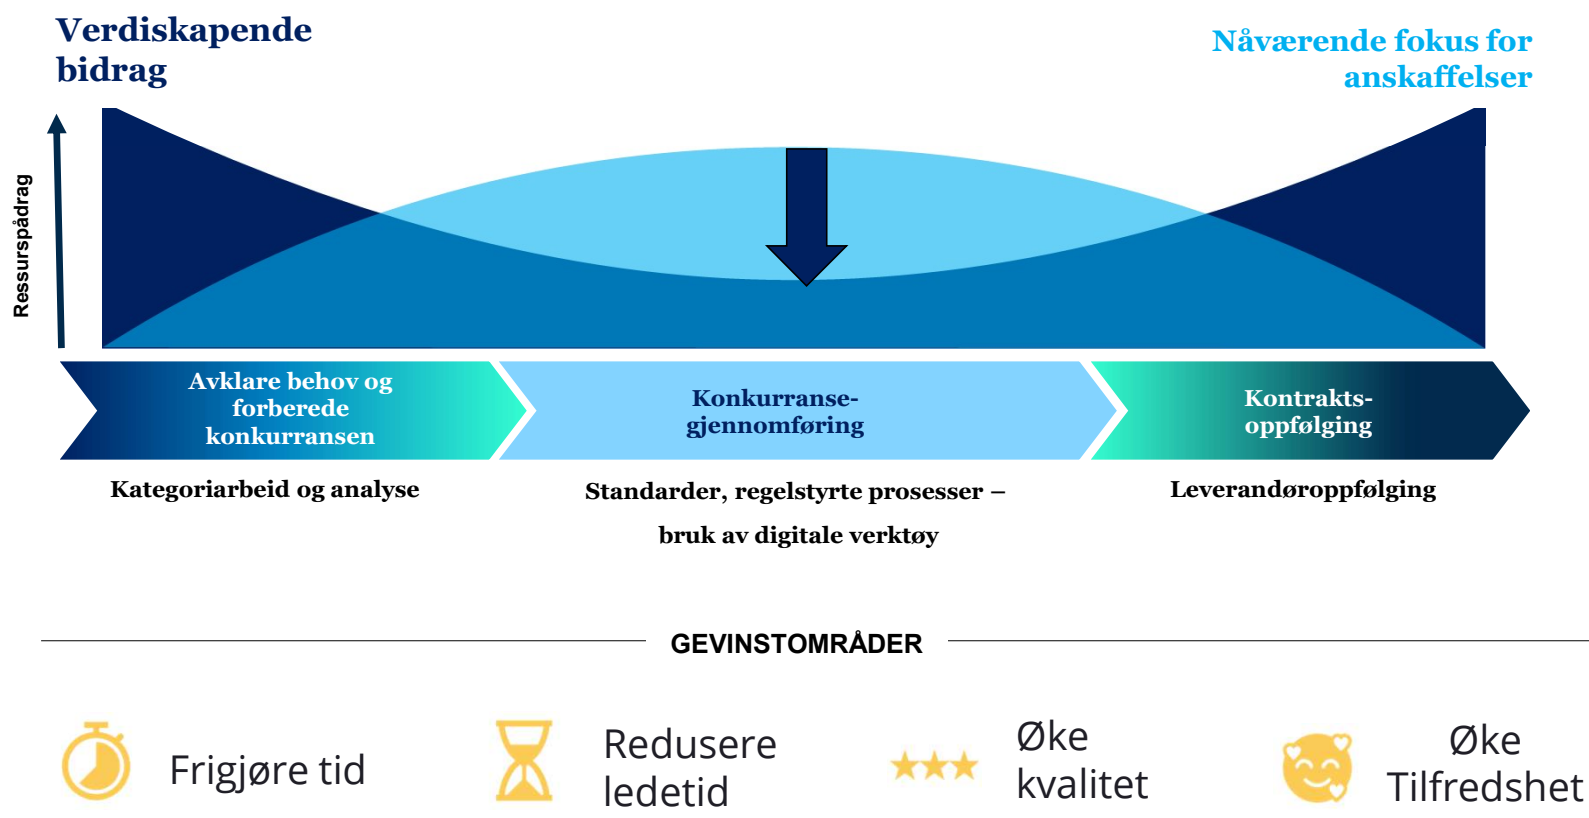 Verdiskapende
bidrag
Nåværende fokus for
anskaffelser
Ressurspådrag
Avklare behov og
forberede
konkurransen
Konkurranse-
gjennomføring
Kontrakts-
oppfølging
Kategoriarbeid og analyse
Standarder, regelstyrte prosesser –
bruk av digitale verktøy
Leverandøroppfølging
GEVINSTOMRÅDER
Frigjøre tid
Redusere
ledetid
Øke
kvalitet
Øke
Tilfredshet